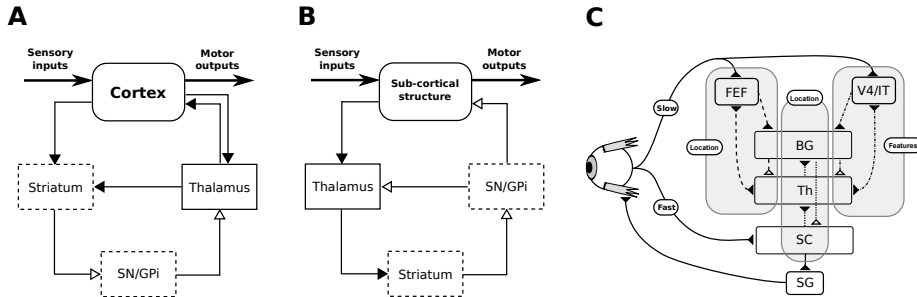 A
Sensory
inputs
Motor
outputs
Cortex
Striatum
Thalamus
SN/GPi
B
Sensory
inputs
Motor
outputs
Sub-cortical
structure
Thalamus
SN/GPi
Striatum
C
FEF
V4/IT
Slow
Location
BG
Location
Features
Th
Fast
SC
SG